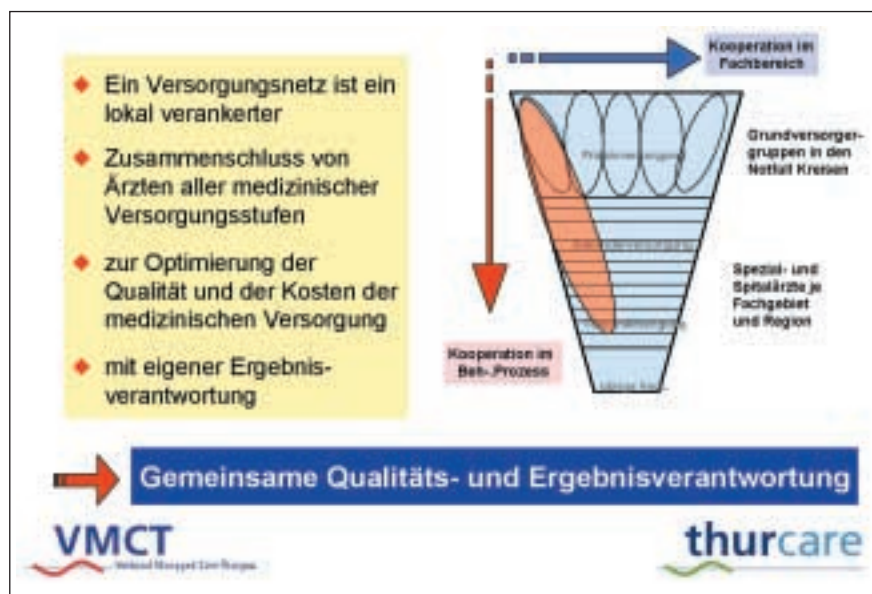 Ein Versorgungsnetz ist ein
lokal verankerter
Zusammenschluss von
Ärzten aller medizinischer
Versorgungsstufen
zur Optimierung der
Qualität und der Kosten der
medizinischen Versorgung
mit eigener Ergebnis-
verantwortung
Kooperation im
Fachbereich
Grundversorger-
gruppen in den
Notfall Kreisen
Spezial- und
Spitalärzte je
Fachgebiet
und Region
Kooperation im
Beh-.Prozess
Gemeinsame Qualitäts- und Ergebnisverantwortung
VMCT
thurcare